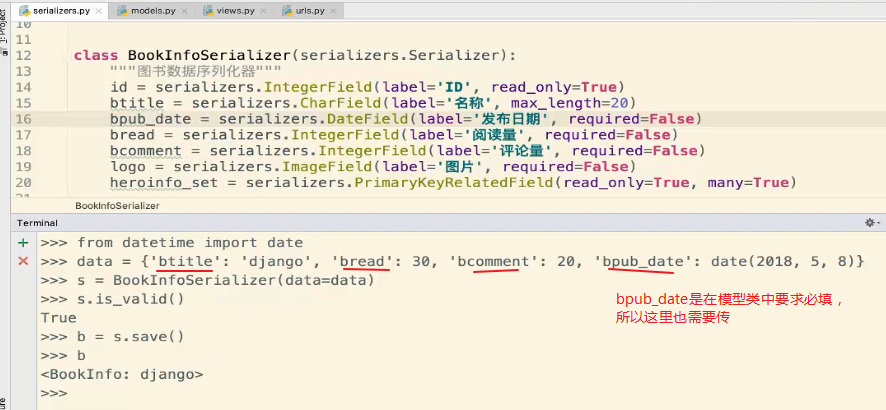 serializers.py × models.py × views.py × urls.py ×
1: Project
10
11
12 class BookInfoSerializer(serializers.Serializer):
13 """图书数据序列化器"""
14 id = serializers.IntegerField(label='ID', read_only=True)
15 btitle = serializers.CharField(label='名称', max_length=20)
16 bpub_date = serializers.DateField(label='发布日期', required=False)
17 bread = serializers.IntegerField(label='阅读量', required=False)
18 bcomment = serializers.IntegerField(label='评论量', required=False)
19 logo = serializers.ImageField(label='图片', required=False)
20 heroinfo_set = serializers.PrimaryKeyRelatedField(read_only=True, many=True)
BookInfoSerializer
Terminal
>>> from datetime import date
>>> data = {'btitle': 'django', 'bread': 30, 'bcomment': 20, 'bpub_date': date(2018, 5, 8)}
>>> s = BookInfoSerializer(data=data)
>>> s.is_valid()
True
>>> b = s.save()
>>> b
<BookInfo: django>
>>>
bpub_date是在模型类中要求必填，
所以这里也需要传